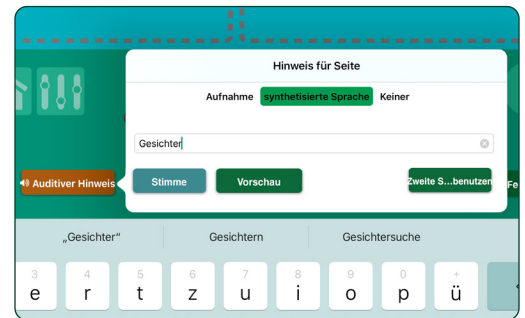 Hinweis für Seite
Aufnahme synthetisierte Sprache Keiner
Gesichter
Auditiver Hinweis Stimme Vorschau Zweite S...benutzen Fe
„Gesichter“ Gesichtern Gesichtersuche
3 4 5 6 7 8 9 0 +
e r t z u i o p ü